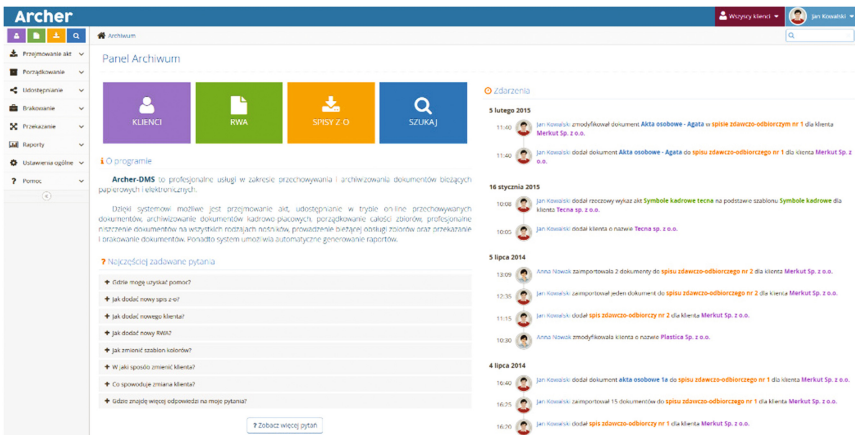 Archer
Wszyscy klienci
Jan Kowalski
Archiwum
Przejmowanie akt
Porządkowanie
Udostępnianie
Brakowanie
Przekazanie
Raporty
Ustawienia ogólne
Pomoc
Panel Archiwum
KLIENCI
RWA
SPISY Z-O
SZUKAJ
O programie
Archer-DMS to profesjonalne usługi w zakresie przechowywania i archiwizowania dokumentów bieżących
papierowych i elektronicznych.
Dzięki systemowi możliwe jest przejmowanie akt, udostępnianie w trybie on-line przechowywanych
dokumentów, archiwizowanie dokumentów kadrowo-płacowych, porządkowanie całości zbiorów, profesjonalne
niszczenie dokumentów na wszystkich rodzajach nośników, prowadzenie bieżącej obsługi zbiorów oraz przekazanie
i brakowanie dokumentów. Ponadto system umożliwia automatyczne generowanie raportów.
Najczęściej zadawane pytania
Gdzie mogę uzyskać pomoc?
Jak dodać nowy spis z-o?
Jak dodać nowego klienta?
Jak dodać nowy RWA?
Jak zmienić szablon kolorów?
W jaki sposób zmienić klienta?
Co spowoduje zmiana klienta?
Gdzie znajdę więcej odpowiedzi na moje pytania?
Zobacz więcej pytań
Zdarzenia
5 lutego 2015
11:40 Jan Kowalski zmodyfikował dokument Akta osobowe - Agata w spisie zdawczo-odbiorczym nr 1 dla klienta
Merkut Sp. z o.o.
11:40 Jan Kowalski dodał dokument Akta osobowe - Agata do spisu zdawczo-odbiorczego nr 1 dla klienta Merkut Sp. z
o.o.
16 stycznia 2015
10:08 Jan Kowalski dodał rzeczowy wykaz akt Symbole kadrowe tecna na podstawie szablonu Symbole kadrowe dla
klienta Tecna sp. z o.o.
10:05 Jan Kowalski dodał klienta o nazwie Tecna sp. z o.o.
5 lipca 2014
13:09 Anna Nowak zaimportowała 2 dokumenty do spisu zdawczo-odbiorczego nr 2 dla klienta Merkut Sp. z o.o.
12:35 Jan Kowalski zaimportował jeden dokument do spisu zdawczo-odbiorczego nr 2 dla klienta Merkut Sp. z o.o.
11:15 Jan Kowalski dodał spis zdawczo-odbiorczy nr 2 dla klienta Merkut Sp. z o.o.
10:30 Anna Nowak zmodyfikowała klienta o nazwie Plastica Sp. z o.o.
4 lipca 2014
16:40 Jan Kowalski dodał dokument akta osobowe 1a do spisu zdawczo-odbiorczego nr 1 dla klienta Merkut Sp. z o.o.
16:25 Jan Kowalski zaimportował 15 dokumentów do spisu zdawczo-odbiorczego nr 1 dla klienta Merkut Sp. z o.o.
16:20 Jan Kowalski dodał spis zdawczo-odbiorczy nr 1 dla klienta Merkut Sp. z o.o.